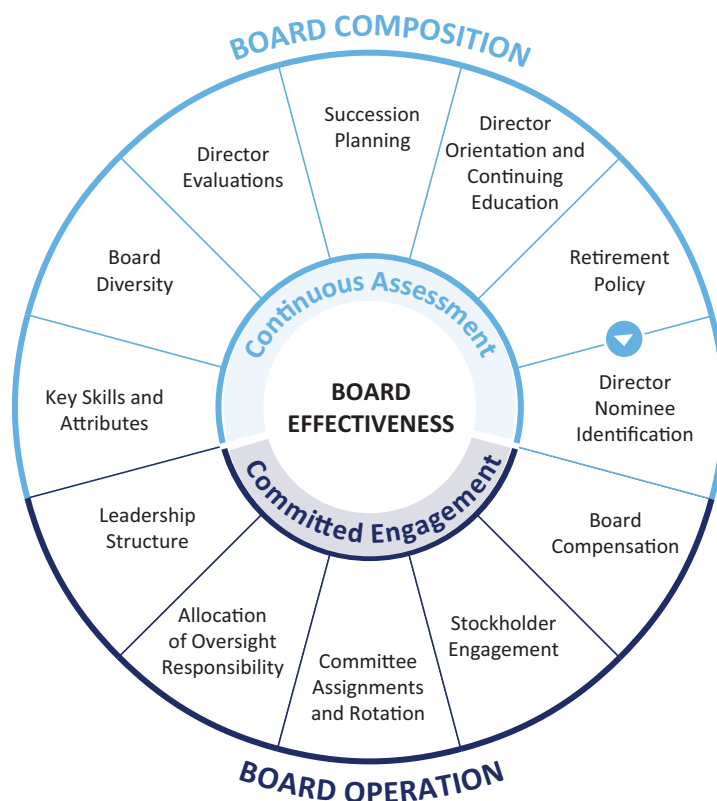 BOARD COMPOSITION
Succession
Planning
Director
Orientation and
Continuing
Education
Retirement
Policy
Director
Nominee
Identification
Board
Compensation
Stockholder
Engagement
Committee
Assignments
and Rotation
Allocation
of Oversight
Responsibility
Leadership
Structure
Key Skills and
Attributes
Board
Diversity
Director
Evaluations
Continuous Assessment
BOARD
EFFECTIVENESS
Committed Engagement
BOARD OPERATION